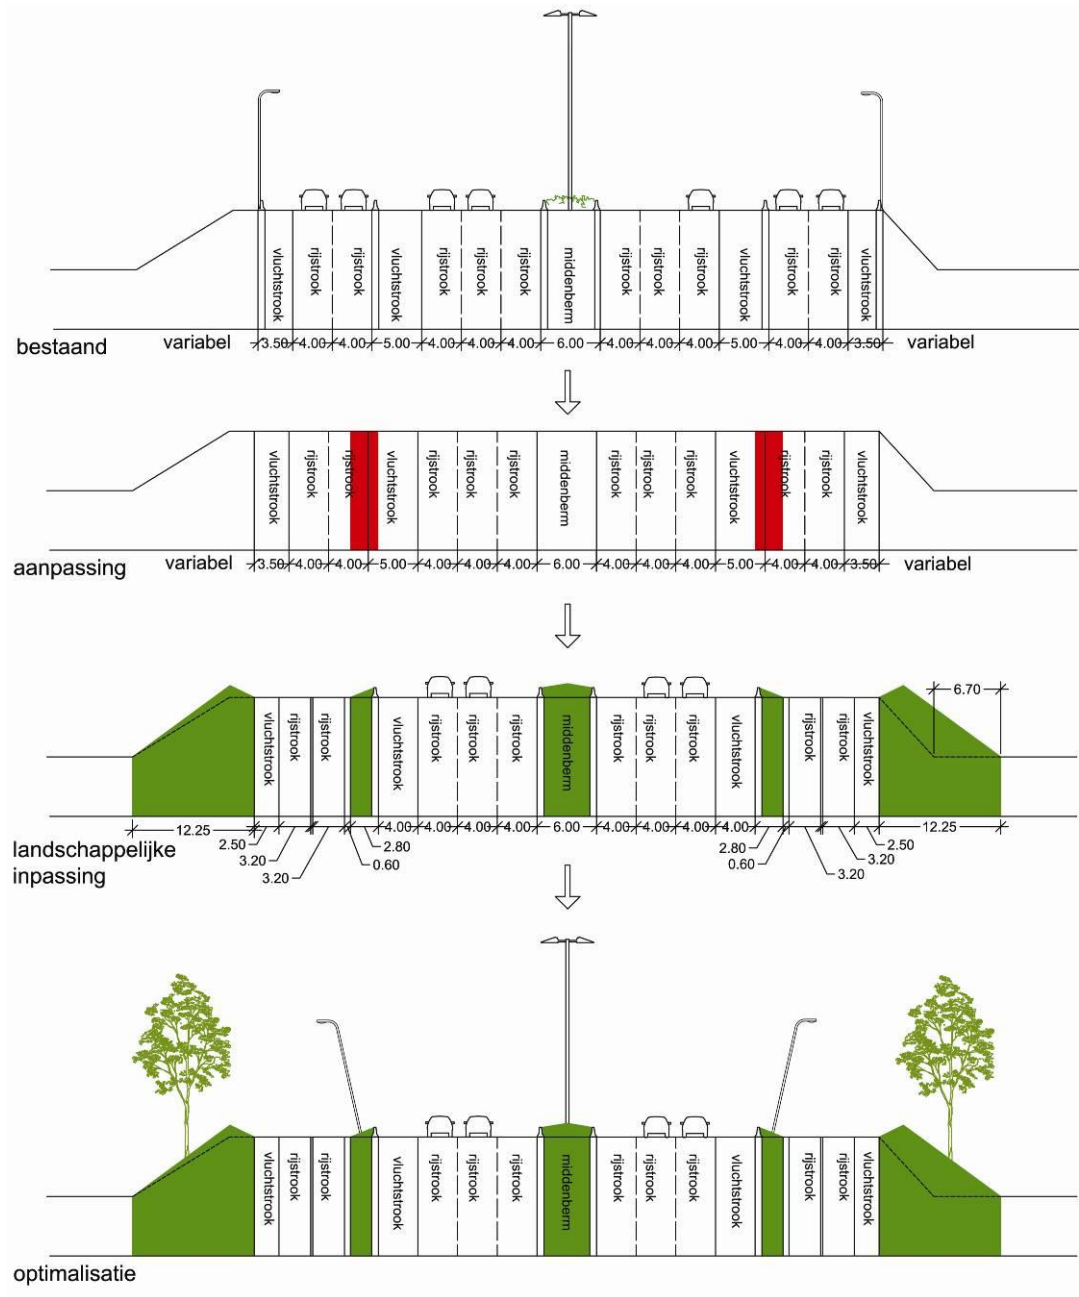 vluchtstrook rijstrook rijstrook vluchtstrook rijstrook rijstrook rijstrook middenberm rijstrook rijstrook rijstrook vluchtstrook rijstrook rijstrook vluchtstrook
bestaand variabel 3.50 4.00 4.00 5.00 4.00 4.00 4.00 6.00 4.00 4.00 4.00 5.00 4.00 4.00 3.50 variabel
vluchtstrook rijstrook rijstrook vluchtstrook rijstrook rijstrook rijstrook middenberm rijstrook rijstrook rijstrook vluchtstrook rijstrook rijstrook vluchtstrook
aanpassing variabel 3.50 4.00 4.00 5.00 4.00 4.00 4.00 6.00 4.00 4.00 4.00 5.00 4.00 4.00 3.50 variabel
6.70
vluchtstrook rijstrook rijstrook vluchtstrook rijstrook rijstrook rijstrook middenberm rijstrook rijstrook rijstrook vluchtstrook rijstrook rijstrook vluchtstrook
12.25 4.00 4.00 4.00 4.00 6.00 4.00 4.00 4.00 4.00 12.25
2.50 2.80 2.80 2.50
landschappelijke
3.20 0.60 0.60 3.20
inpassing
3.20 3.20
vluchtstrook rijstrook rijstrook vluchtstrook rijstrook rijstrook rijstrook middenberm rijstrook rijstrook rijstrook vluchtstrook rijstrook rijstrook vluchtstrook
optimalisatie